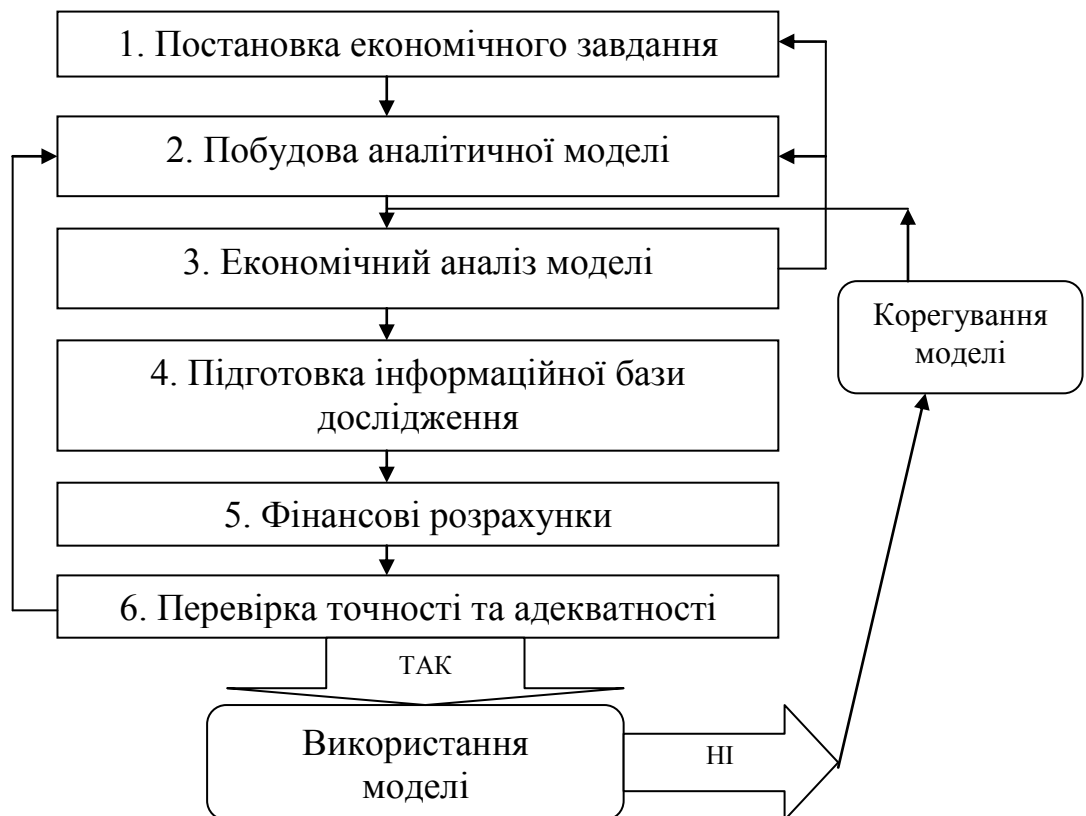 1. Постановка економічного завдання
2. Побудова аналітичної моделі
3. Економічний аналіз моделі
Корегування
моделі
4. Підготовка інформаційної бази
дослідження
5. Фінансові розрахунки
6. Перевірка точності та адекватності
ТАК
Використання
моделі
НІ